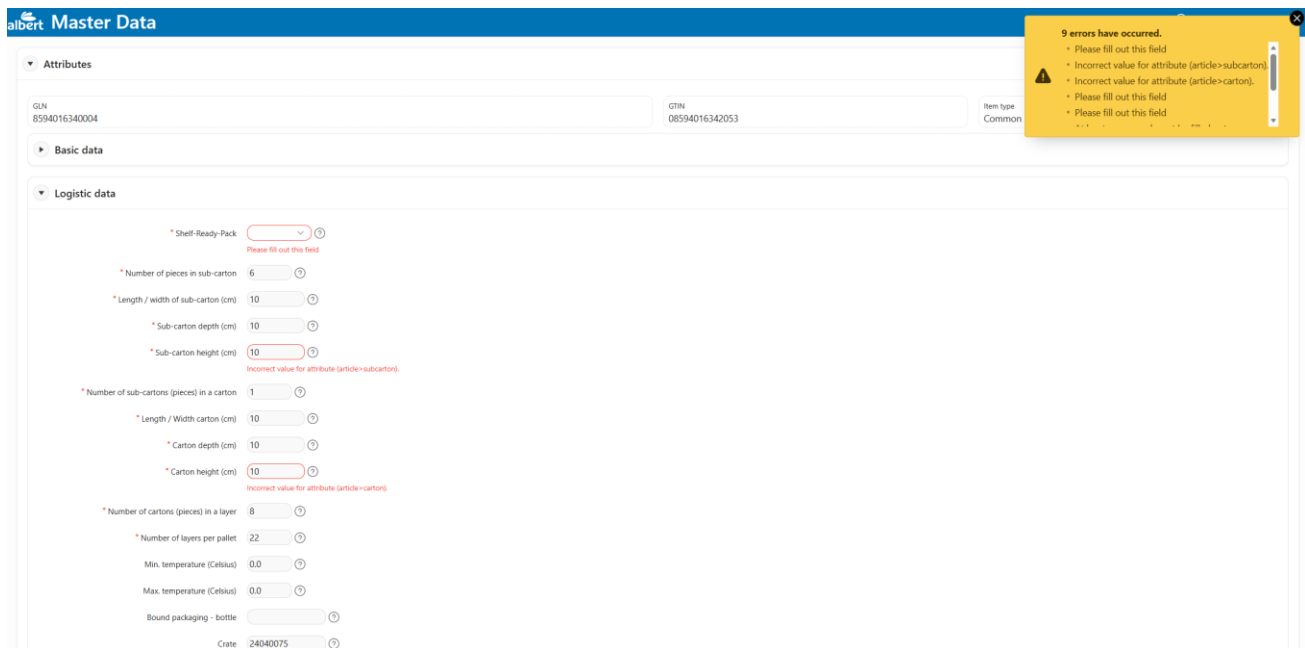 albert Master Data
9 errors have occurred.
• Please fill out this field
• Incorrect value for attribute (article>subcarton).
• Incorrect value for attribute (article>carton).
• Please fill out this field
• Please fill out this field
Attributes
GLN
8594016340004
GTIN
08594016342053
Item type
Common
Basic data
Logistic data
* Shelf-Ready-Pack
Please fill out this field
* Number of pieces in sub-carton 6
* Length / width of sub-carton (cm) 10
* Sub-carton depth (cm) 10
* Sub-carton height (cm) 10
Incorrect value for attribute (article>subcarton).
* Number of sub-cartons (pieces) in a carton 1
* Length / Width carton (cm) 10
* Carton depth (cm) 10
* Carton height (cm) 10
Incorrect value for attribute (article>carton).
* Number of cartons (pieces) in a layer 8
* Number of layers per pallet 22
Min. temperature (Celsius) 0.0
Max. temperature (Celsius) 0.0
Bound packaging - bottle
Crate 24040075